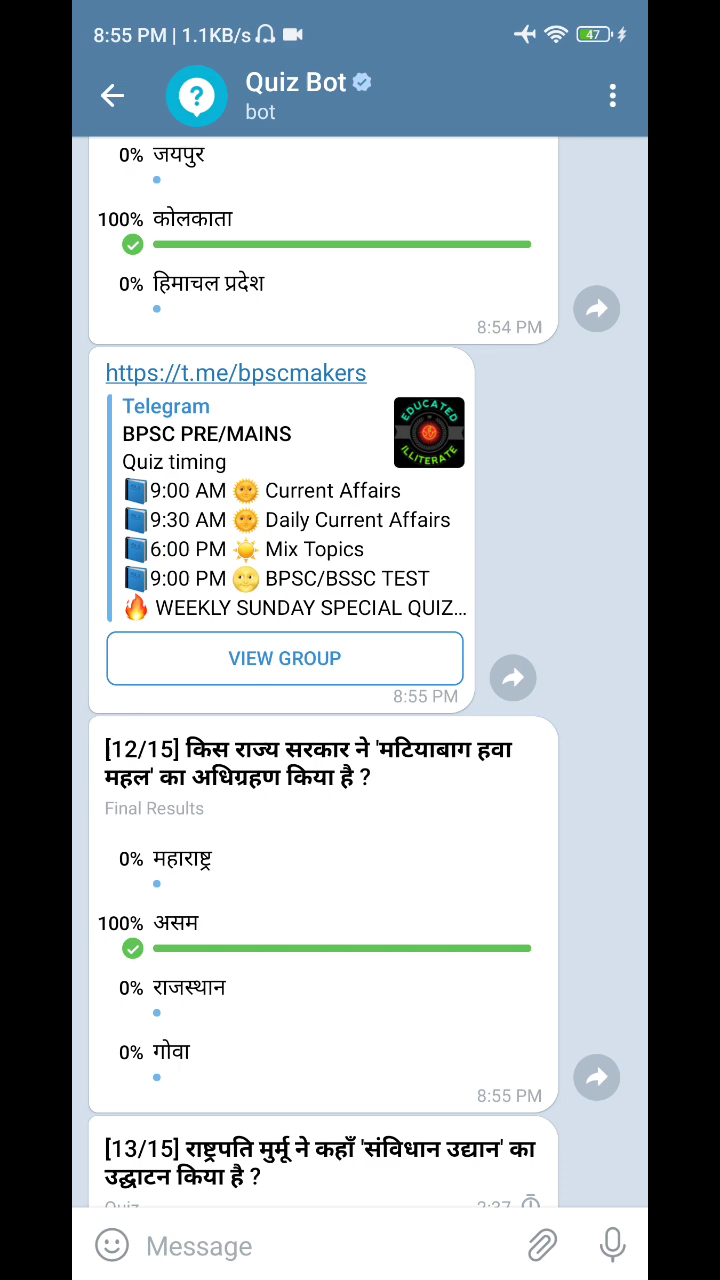 8:55 PM | 1.1KB/s
47
Quiz Bot
bot
0% जयपुर
100% कोलकाता
0% हिमाचल प्रदेश
8:54 PM
https://t.me/bpscmakers
Telegram
BPSC PRE/MAINS
Quiz timing
📘9:00 AM 🌞 Current Affairs
📘9:30 AM 🌞 Daily Current Affairs
📘6:00 PM ☀️ Mix Topics
📘9:00 PM 🌝 BPSC/BSSC TEST
🔥 WEEKLY SUNDAY SPECIAL QUIZ...
EDUCATED
ILLITERATE
VIEW GROUP
8:55 PM
[12/15] किस राज्य सरकार ने 'मटियाबाग हवा
महल' का अधिग्रहण किया है ?
Final Results
0% महाराष्ट्र
100% असम
0% राजस्थान
0% गोवा
8:55 PM
[13/15] राष्ट्रपति मुर्मू ने कहाँ 'संविधान उद्यान' का
उद्घाटन किया है ?
Quiz 2:37
Message